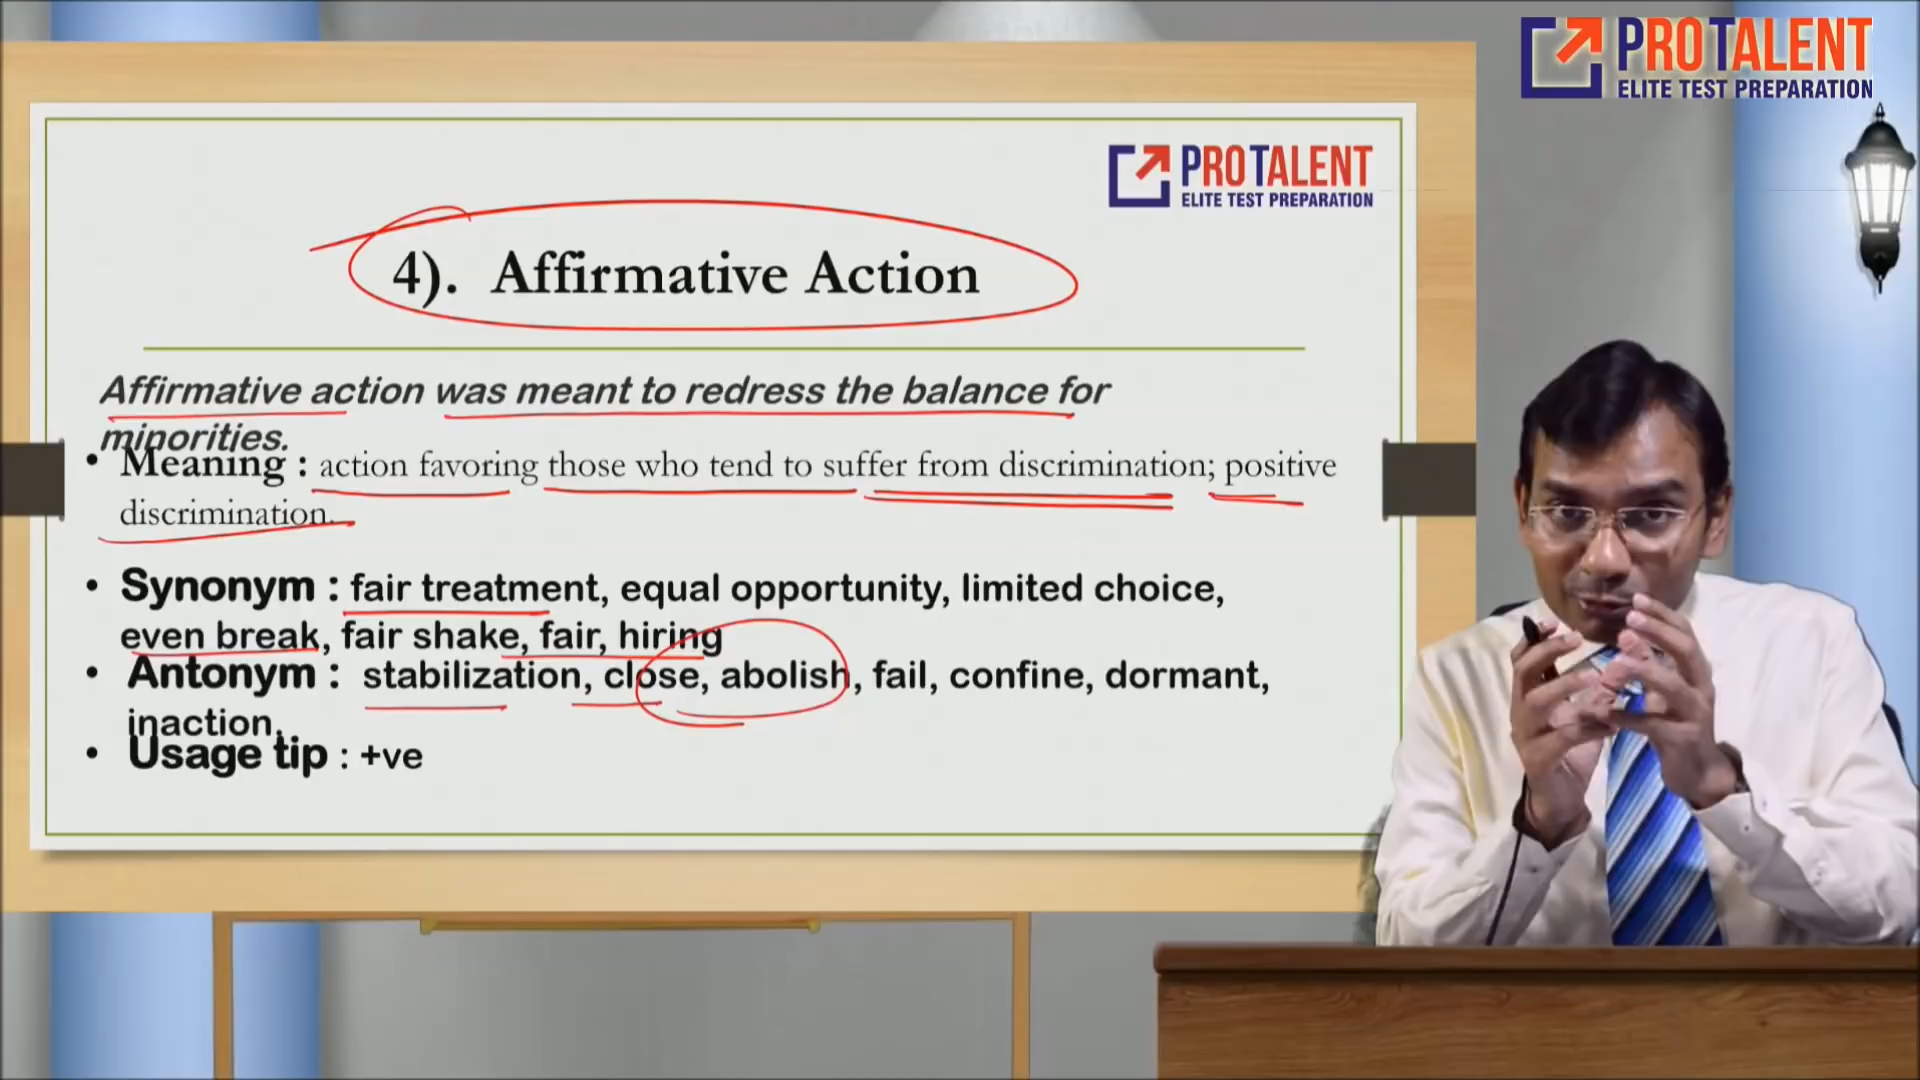 PROTALENT
ELITE TEST PREPARATION
PROTALENT
ELITE TEST PREPARATION
4). Affirmative Action
Affirmative action was meant to redress the balance for
minorities.
• Meaning : action favoring those who tend to suffer from discrimination; positive
discrimination.
• Synonym : fair treatment, equal opportunity, limited choice,
even break, fair shake, fair, hiring
• Antonym : stabilization, close, abolish, fail, confine, dormant,
inaction,
• Usage tip : +ve